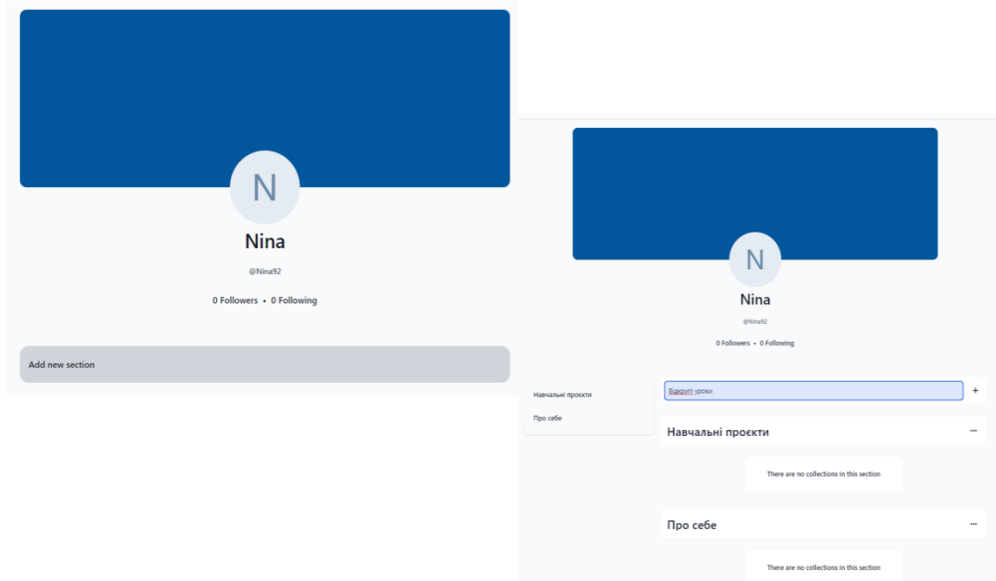 N
Nina
@Nina92
0 Followers • 0 Following
Add new section
N
Nina
@Nina92
0 Followers • 0 Following
Навчальні проєкти
Про себе
Відкриті уроки +
Навчальні проєкти ...
There are no collections in this section
Про себе ...
There are no collections in this section